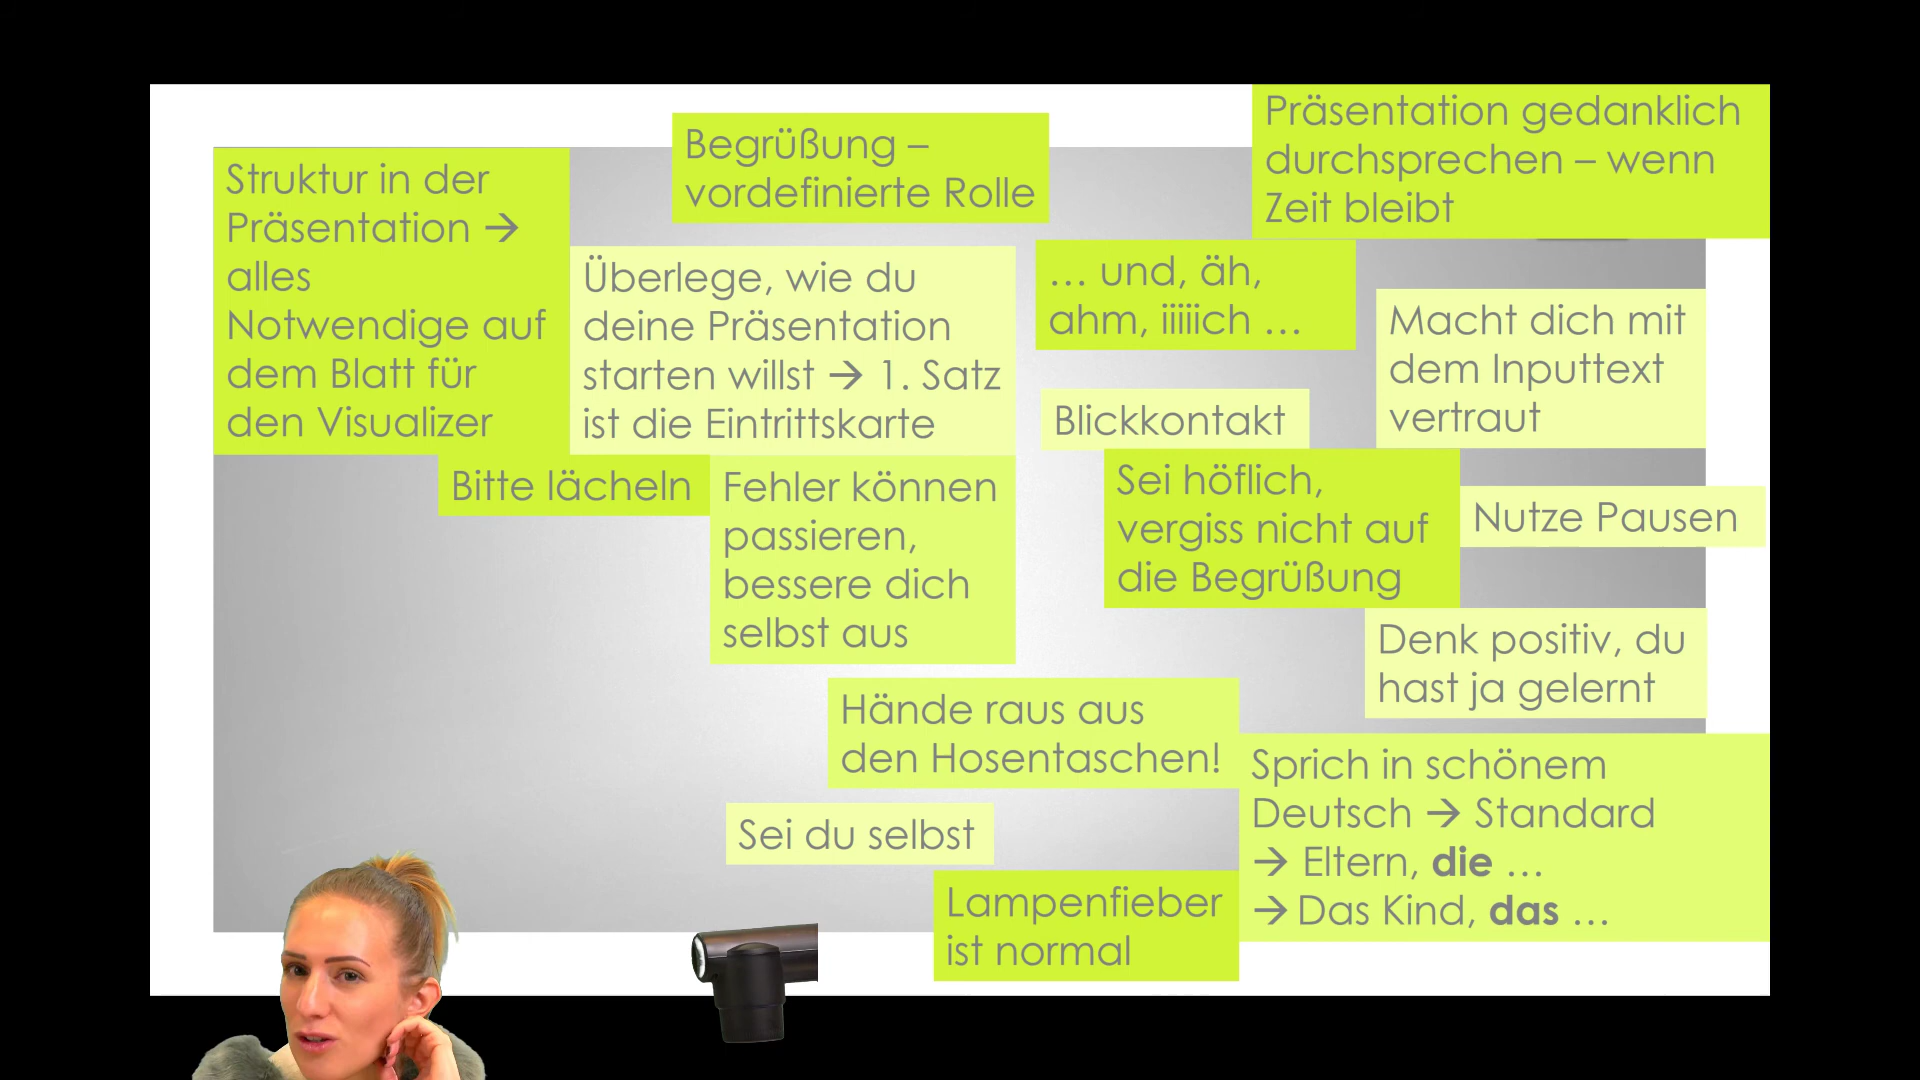 Struktur in der
Präsentation →
alles
Notwendige auf
dem Blatt für
den Visualizer
Begrüßung –
vordefinierte Rolle
Präsentation gedanklich
durchsprechen – wenn
Zeit bleibt
Überlege, wie du
deine Präsentation
starten willst → 1. Satz
ist die Eintrittskarte
… und, äh,
ahm, iiiiich …
Macht dich mit
dem Inputtext
vertraut
Blickkontakt
Bitte lächeln
Fehler können
passieren,
bessere dich
selbst aus
Sei höflich,
vergiss nicht auf
die Begrüßung
Nutze Pausen
Denk positiv, du
hast ja gelernt
Hände raus aus
den Hosentaschen!
Sprich in schönem
Deutsch → Standard
→ Eltern, die …
→ Das Kind, das …
Sei du selbst
Lampenfieber
ist normal